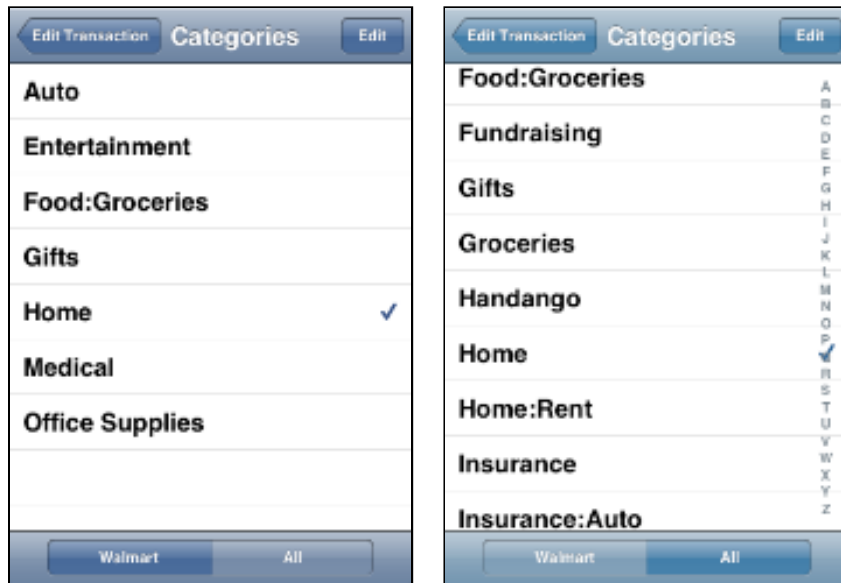 Edit Transaction Categories Edit
Auto
Entertainment
Food:Groceries
Gifts
Home
Medical
Office Supplies
Walmart All
Edit Transaction Categories Edit
Food:Groceries
Fundraising
Gifts
Groceries
Handango
Home
Home:Rent
Insurance
Insurance:Auto
A
B
C
D
E
F
G
H
I
J
K
L
M
N
O
P
R
S
T
U
V
W
X
Y
Z
Walmart All